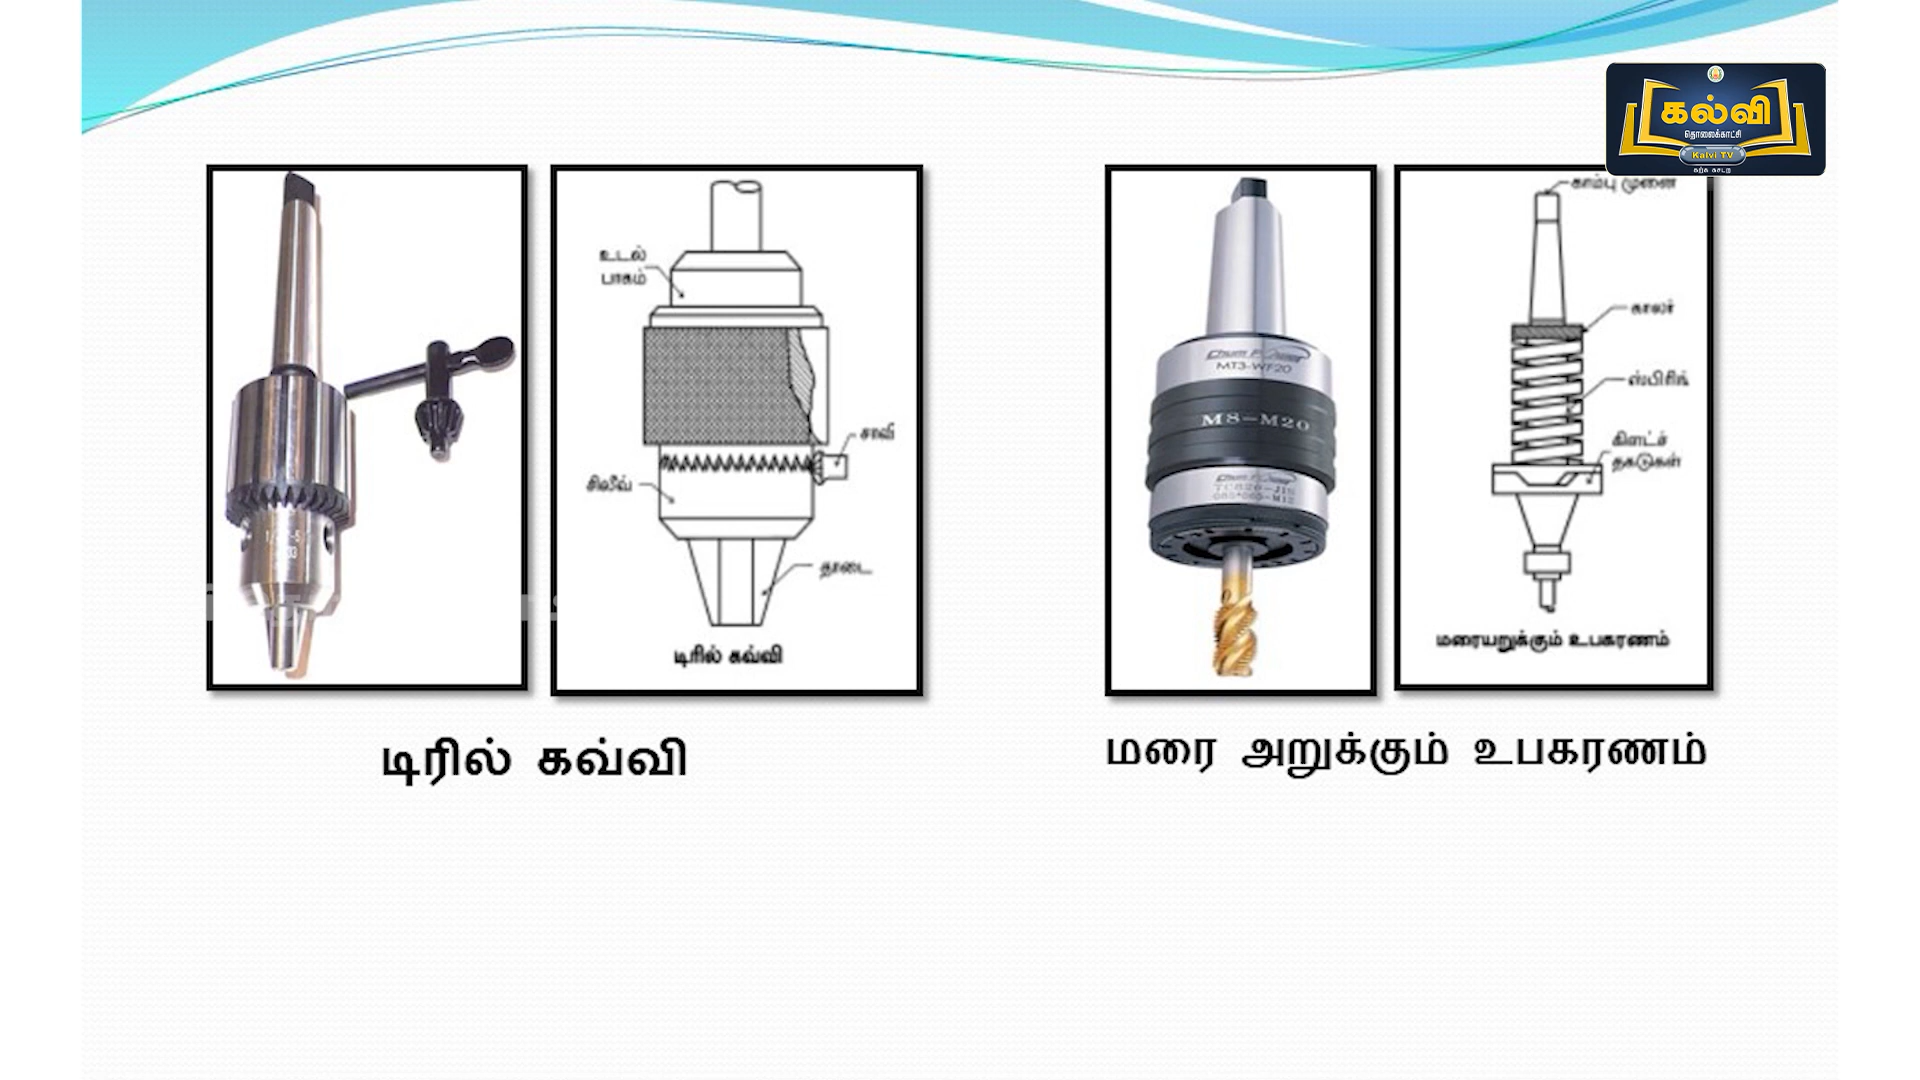 கல்வி
தொலைக்காட்சி
Kalvi TV
உடல்
பாகம்
சாவி
சிலீவ்
தாடை
டிரில் கவ்வி
MT3-WF20
M8-M20
காம்பு முனை
காலர்
ஸ்பிரிங்
கிளட்ச்
தகடுகள்
மரையறுக்கும் உபகரணம்
டிரில் கவ்வி
மரை அறுக்கும் உபகரணம்